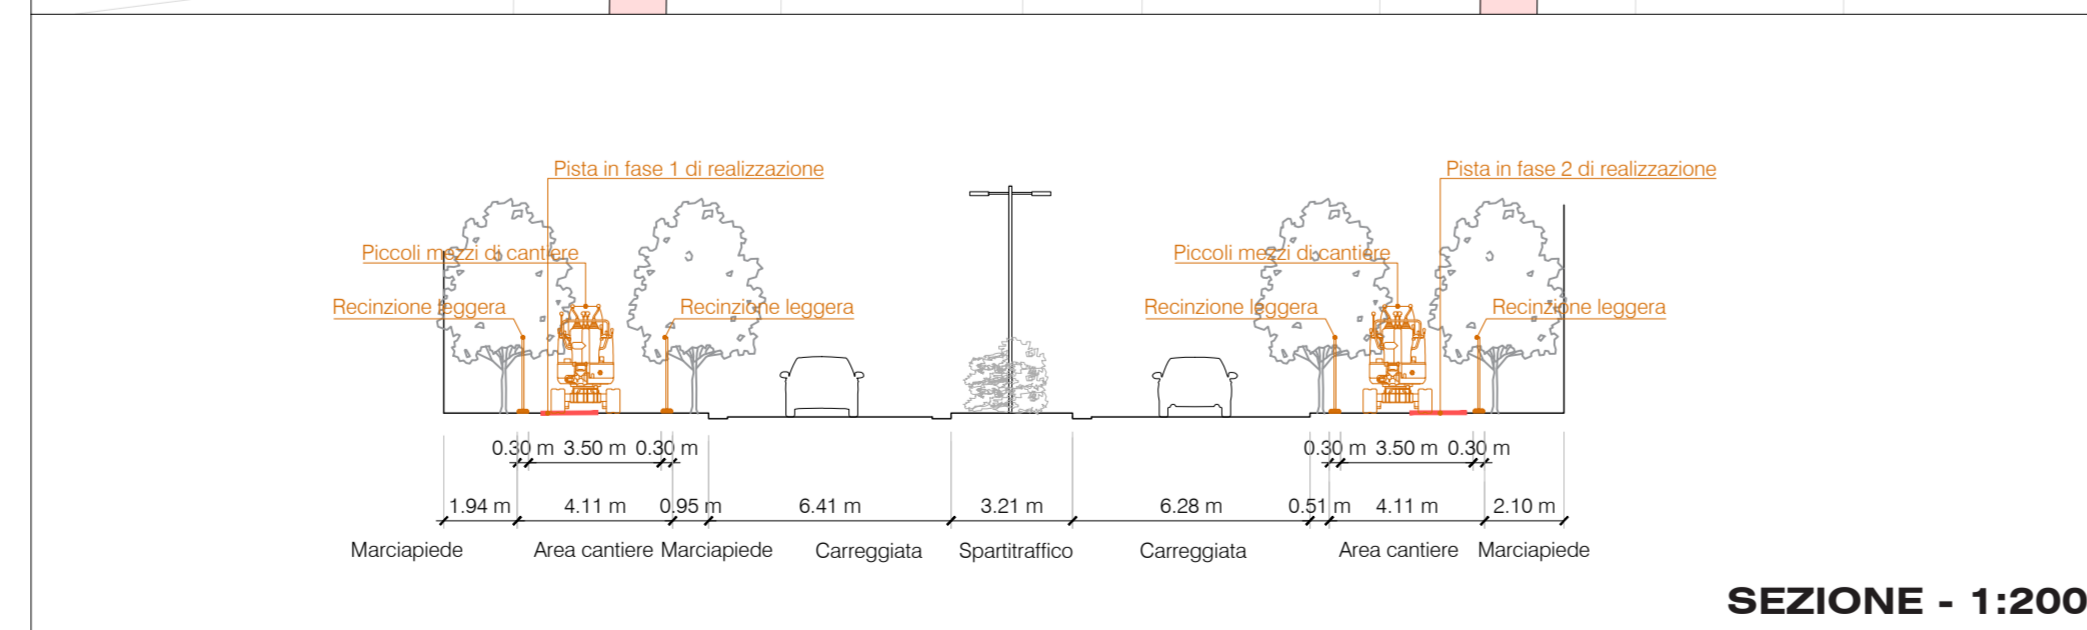 Pista in fase 1 di realizzazione
Pista in fase 2 di realizzazione
Piccoli mezzi di cantiere
Piccoli mezzi di cantiere
Recinzione leggera
Recinzione leggera
Recinzione leggera
Recinzione leggera
0.30 m 3.50 m 0.30 m
0.30 m 3.50 m 0.30 m
1.94 m 4.11 m 0.95 m 6.41 m 3.21 m 6.28 m 0.51 m 4.11 m 2.10 m
Marciapiede Area cantiere Marciapiede Carreggiata Spartitraffico Carreggiata Area cantiere Marciapiede
SEZIONE - 1:200